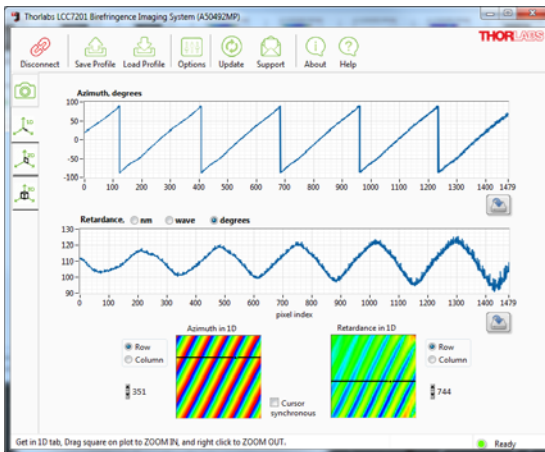 Thorlabs LCC7201 Birefringence Imaging System (A50492MP)
Disconnect Save Profile Load Profile Options Update Support About Help
THORLABS
Azimuth, degrees
100
50
0
-50
-100
0 100 200 300 400 500 600 700 800 900 1000 1100 1200 1300 1400 1479
Retardance, nm wave degrees
130
120
110
100
90
0 100 200 300 400 500 600 700 800 900 1000 1100 1200 1300 1400 1479
pixel index
Azimuth in 1D Retardance in 1D
Row Row
Column Column
351 744
Cursor
synchronous
Get in 1D tab, Drag square on plot to ZOOM IN, and right click to ZOOM OUT.
Ready